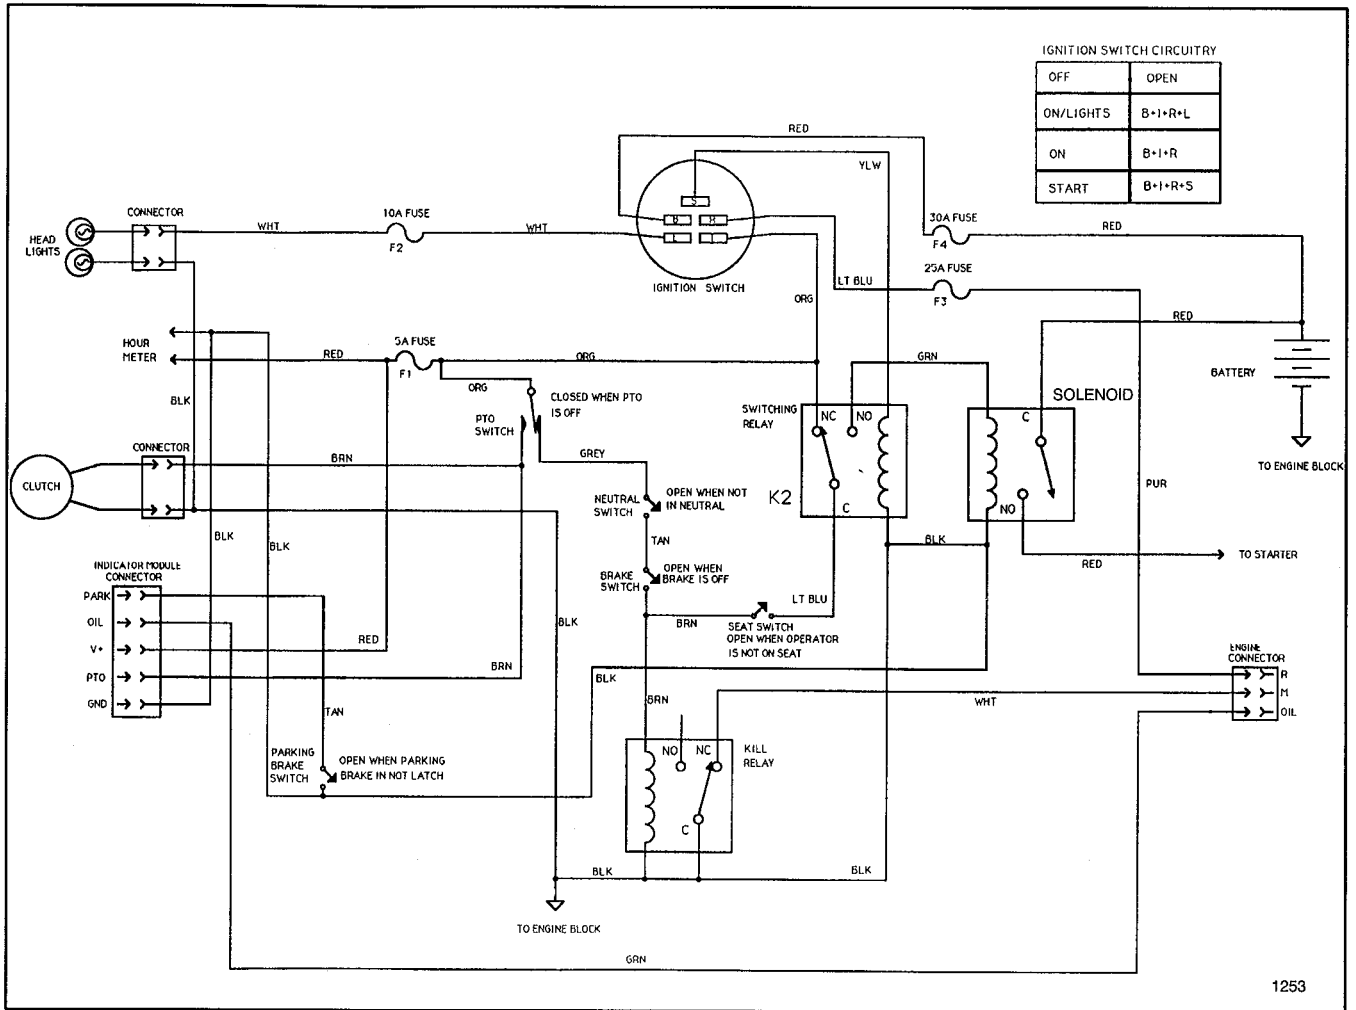 IGNITION SWITCH CIRCUITRY
OFF OPEN
ON/LIGHTS B+I+R+L
ON B+I+R
START B+I+R+S
RED
YLW
S
B R
L I
IGNITION SWITCH
CONNECTOR
HEAD
LIGHTS
WHT
10A FUSE
F2
WHT
30A FUSE
F4
RED
25A FUSE
F3
LT BLU
ORG
HOUR
METER
RED
5A FUSE
F1
ORG
GRN
RED
BATTERY
TO ENGINE BLOCK
BLK
ORG
CLOSED WHEN PTO
IS OFF
PTO
SWITCH
SWITCHING
RELAY
NC NO
C
K2
SOLENOID
C
NO
CONNECTOR
CLUTCH
BRN
GREY
PUR
NEUTRAL
SWITCH
OPEN WHEN NOT
IN NEUTRAL
TAN
BLK
BLK
BLK
RED
TO STARTER
INDICATOR MODULE
CONNECTOR
PARK
OIL
V+
PTO
GND
BRAKE
SWITCH
OPEN WHEN
BRAKE IS OFF
LT BLU
BRN
SEAT SWITCH
OPEN WHEN OPERATOR
IS NOT ON SEAT
BLK
RED
BRN
BLK
ENGINE
CONNECTOR
R
M
OIL
TAN
BRN
WHT
PARKING
BRAKE
SWITCH
OPEN WHEN PARKING
BRAKE IN NOT LATCH
NO NC
C
KILL
RELAY
BLK
BLK
TO ENGINE BLOCK
GRN
1253